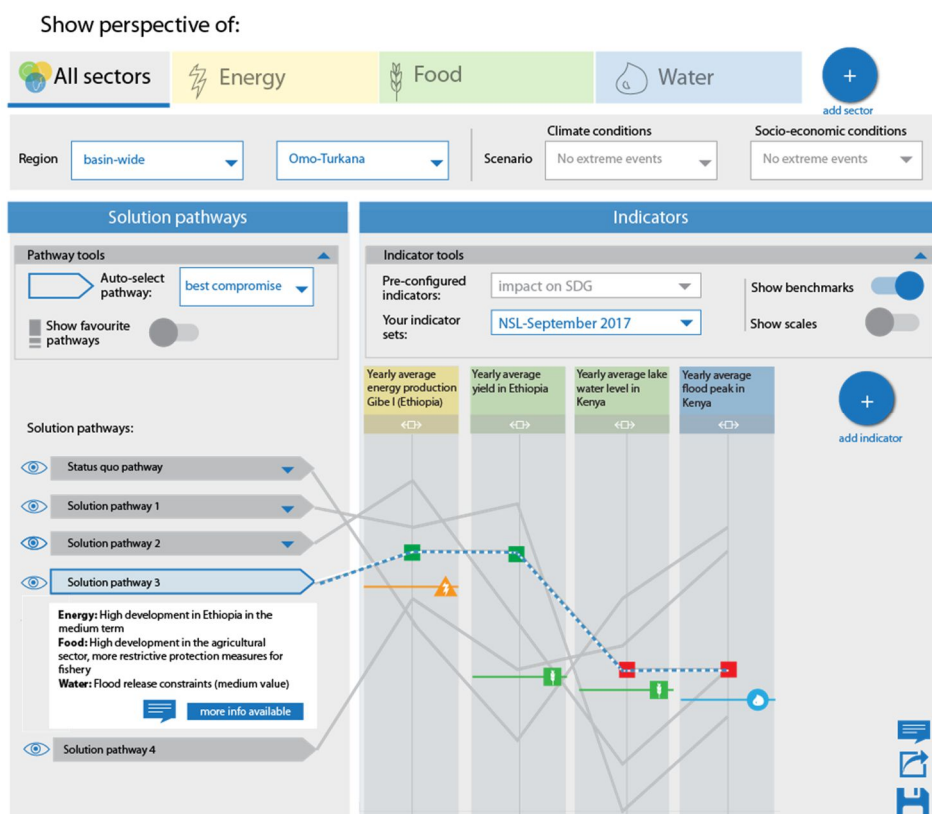 Show perspective of:
All sectors
Energy
Food
Water
+
add sector
Region
basin-wide
Omo-Turkana
Scenario
Climate conditions
No extreme events
Socio-economic conditions
No extreme events
Solution pathways
Pathway tools
Auto-select
pathway:
best compromise
Show favourite
pathways
Solution pathways:
Status quo pathway
Solution pathway 1
Solution pathway 2
Solution pathway 3
Energy: High development in Ethiopia in the
medium term
Food: High development in the agricultural
sector, more restrictive protection measures for
fishery
Water: Flood release constraints (medium value)
more info available
Solution pathway 4
Indicators
Indicator tools
Pre-configured
indicators:
impact on SDG
Your indicator
sets:
NSL-September 2017
Show benchmarks
Show scales
Yearly average
energy production
Gibe I (Ethiopia)
Yearly average
yield in Ethiopia
Yearly average lake
water level in
Kenya
Yearly average
flood peak in
Kenya
+
add indicator